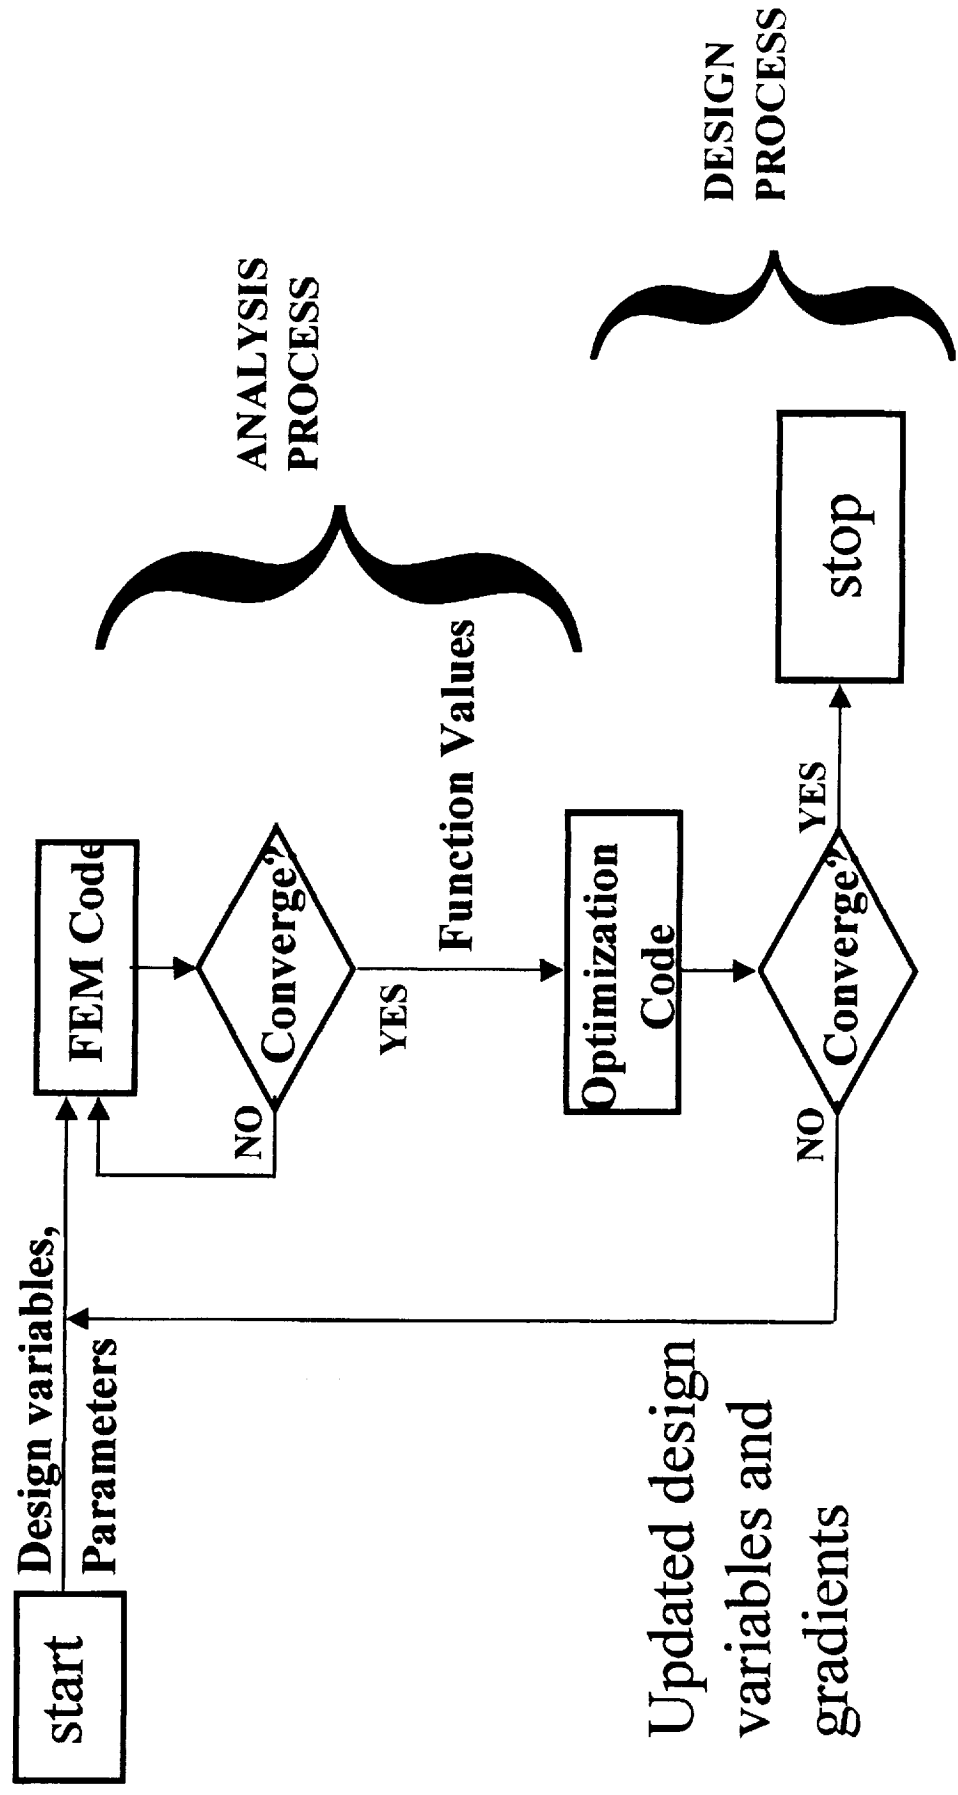 start
Design variables,
Parameters
FEM Code
Converge?
NO
YES
Function Values
ANALYSIS
PROCESS
Optimization
Code
Converge?
NO
YES
stop
DESIGN
PROCESS
Updated design
variables and
gradients